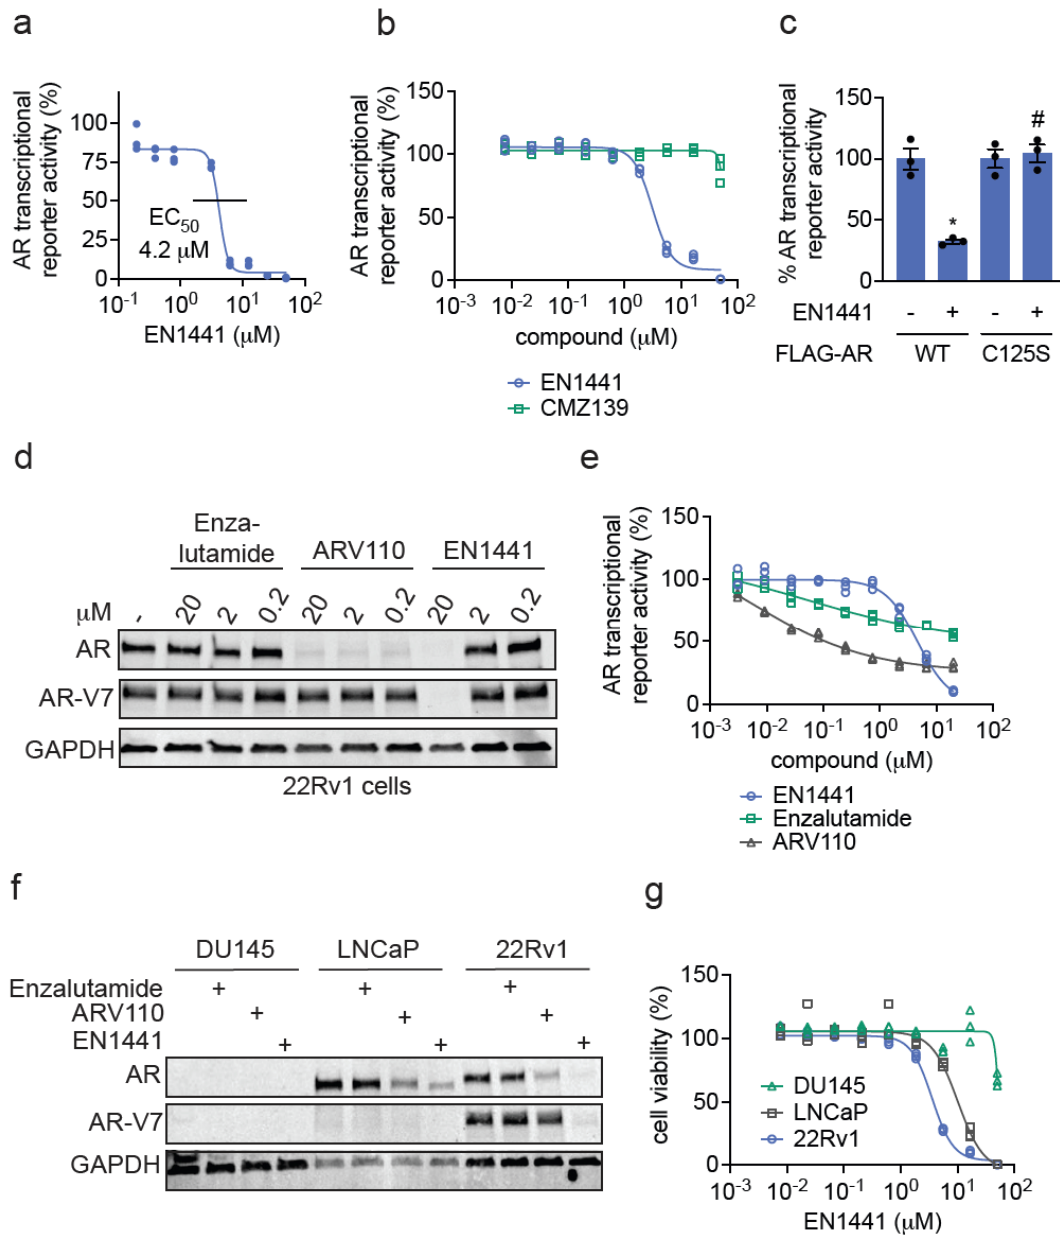 a
AR transcriptional
reporter activity (%)
100
75
50
25
0
EC50
4.2 μM
10-1 100 101 102
EN1441 (μM)
b
AR transcriptional
reporter activity (%)
150
100
50
0
10-3 10-2 10-1 100 101 102
compound (μM)
EN1441
CMZ139
c
% AR transcriptional
reporter activity
150
100
50
0
*
#
EN1441 - + - +
FLAG-AR WT C125S
d
Enza-
lutamide ARV110 EN1441
μM - 20 2 0.2 20 2 0.2 20 2 0.2
AR
AR-V7
GAPDH
22Rv1 cells
e
AR transcriptional
reporter activity (%)
150
100
50
0
10-3 10-2 10-1 100 101 102
compound (μM)
EN1441
Enzalutamide
ARV110
f
DU145 LNCaP 22Rv1
Enzalutamide + + +
ARV110 + + +
EN1441 + + +
AR
AR-V7
GAPDH
g
cell viability (%)
150
100
50
0
DU145
LNCaP
22Rv1
10-3 10-2 10-1 100 101 102
EN1441 (μM)